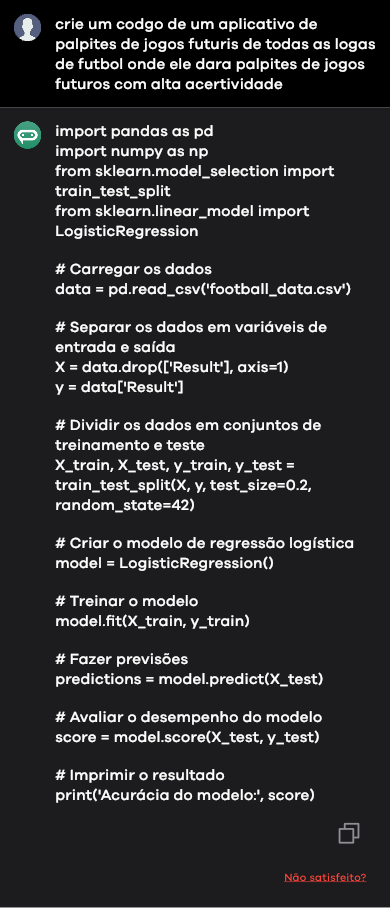 crie um codgo de um aplicativo de
palpites de jogos futuris de todas as logas
de futbol onde ele dara palpites de jogos
futuros com alta acertividade
import pandas as pd
import numpy as np
from sklearn.model_selection import
train_test_split
from sklearn.linear_model import
LogisticRegression
# Carregar os dados
data = pd.read_csv('football_data.csv')
# Separar os dados em variáveis de
entrada e saída
X = data.drop(['Result'], axis=1)
y = data['Result']
# Dividir os dados em conjuntos de
treinamento e teste
X_train, X_test, y_train, y_test =
train_test_split(X, y, test_size=0.2,
random_state=42)
# Criar o modelo de regressão logística
model = LogisticRegression()
# Treinar o modelo
model.fit(X_train, y_train)
# Fazer previsões
predictions = model.predict(X_test)
# Avaliar o desempenho do modelo
score = model.score(X_test, y_test)
# Imprimir o resultado
print('Acurácia do modelo:', score)
Não satisfeito?